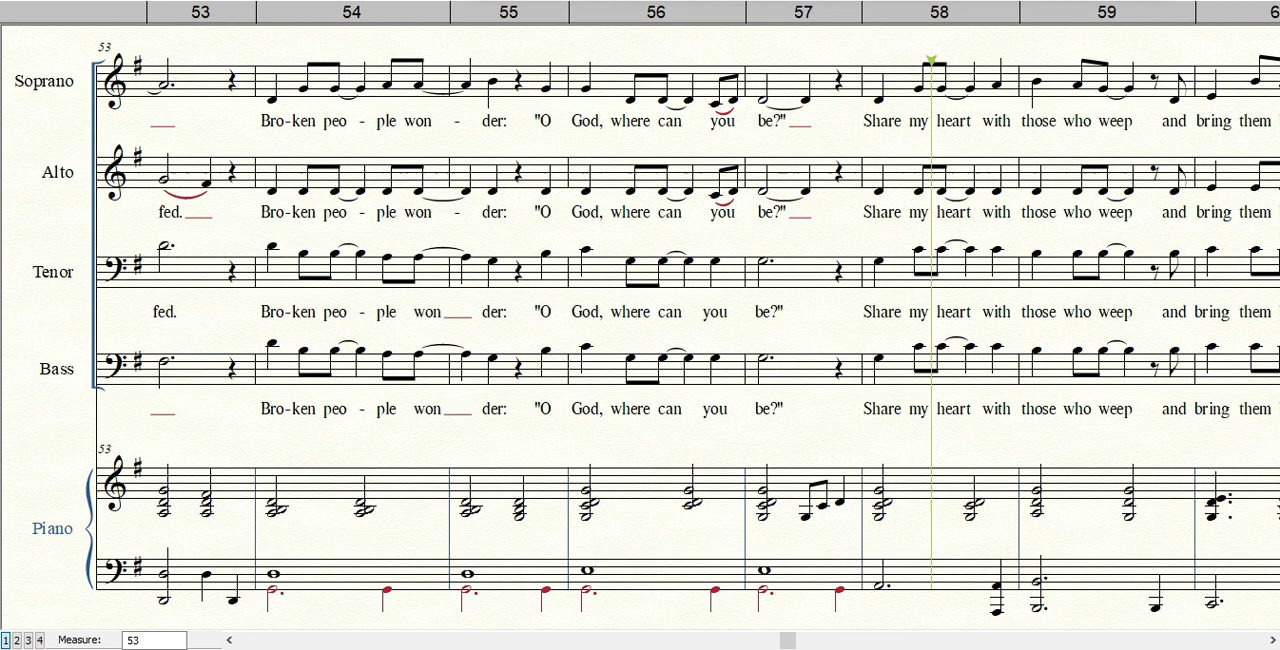 53 54 55 56 57 58 59 6
53
Soprano
Bro-ken peo - ple won - der: "O God, where can you be?" Share my heart with those who weep and bring them
Alto
fed. Bro-ken peo - ple won - der: "O God, where can you be?" Share my heart with those who weep and bring them
Tenor
fed. Bro-ken peo - ple won der: "O God, where can you be?" Share my heart with those who weep and bring them
Bass
Bro-ken peo - ple won der: "O God, where can you be?" Share my heart with those who weep and bring them
53
Piano
1 2 3 4 Measure: 53